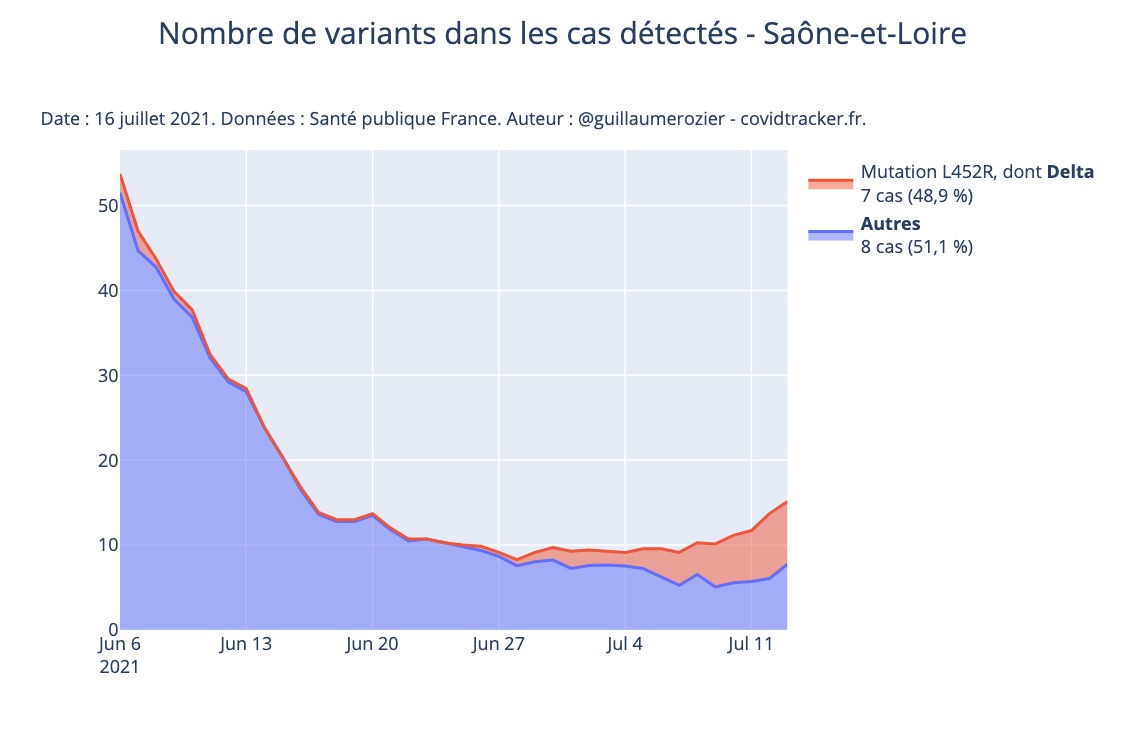 Nombre de variants dans les cas détectés - Saône-et-Loire
Date : 16 juillet 2021. Données : Santé publique France. Auteur : @guillaumerozier - covidtracker.fr.
Mutation L452R, dont Delta
7 cas (48,9 %)
Autres
8 cas (51,1 %)
50
40
30
20
10
0
Jun 6
2021
Jun 13
Jun 20
Jun 27
Jul 4
Jul 11